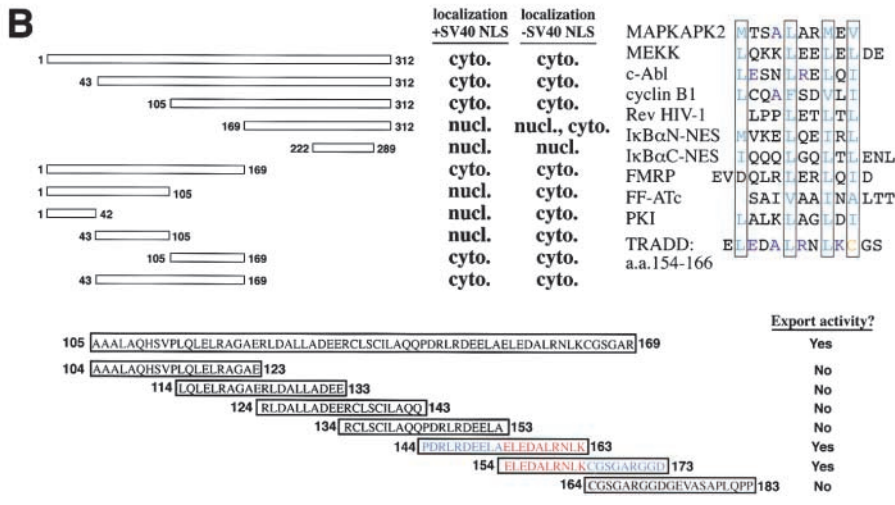 B
localization localization
+SV40 NLS -SV40 NLS
1 312 cyto. cyto.
43 312 cyto. cyto.
105 312 cyto. cyto.
169 312 nucl. nucl., cyto.
222 289 nucl. nucl.
1 169 cyto. cyto.
1 105 nucl. cyto.
1 42 nucl. cyto.
43 105 nucl. cyto.
105 169 cyto. cyto.
43 169 cyto. cyto.
MAPKAPK2 MTSALARMEV
MEKK LQKKLEELELDE
c-Abl LESNLRELQI
cyclin B1 LCQAFSDVLI
Rev HIV-1 LPPLETLTL
IκBαN-NES MVKELQEIRL
IκBαC-NES IQQQLGQLTLENL
FMRP EVDQLRLERLQID
FF-ATc SAIVAAINALTT
PKI LALKLAGLDI
TRADD: ELEDALRNLKCGS
a.a.154-166
Export activity?
105 AAALAQHSVPLQLELRAGAERLDALLADEERCLSCILAQQPDRLRDEELAELEDALRNLKCGSGAR 169 Yes
104 AAALAQHSVPLQLELRAGAE 123 No
114 LQLELRAGAERLDALLADEE 133 No
124 RLDALLADEERCLSCILAQQ 143 No
134 RCLSCILAQQPDRLRDEELA 153 No
144 PDRLRDEELAELEDALRNLK 163 Yes
154 ELEDALRNLKCGSGARGGD 173 Yes
164 CGSGARGGDGEVASAPLQPP 183 No